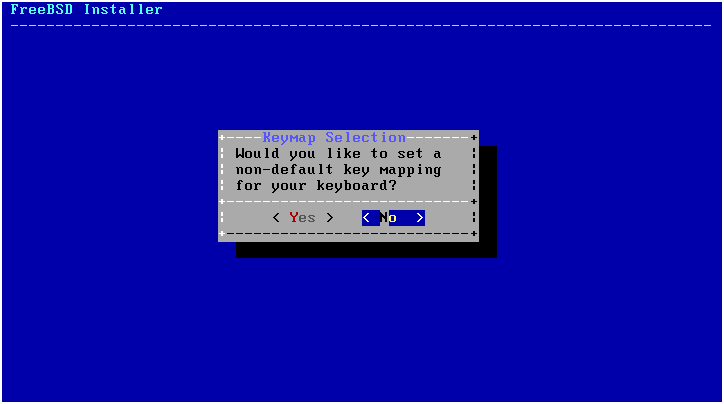 FreeBSD Installer
Keymap Selection
Would you like to set a
non-default key mapping
for your keyboard?
< Yes > < No >